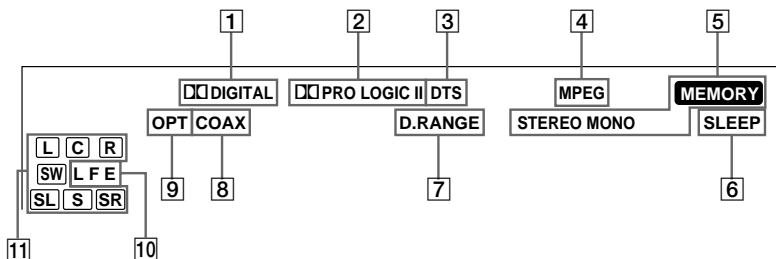 1 2 3 4 5
DIGITAL PRO LOGIC II DTS MPEG MEMORY
OPT COAX D.RANGE STEREO MONO SLEEP
L C R
SW L F E
9 8 7 6
SL S SR
11 10